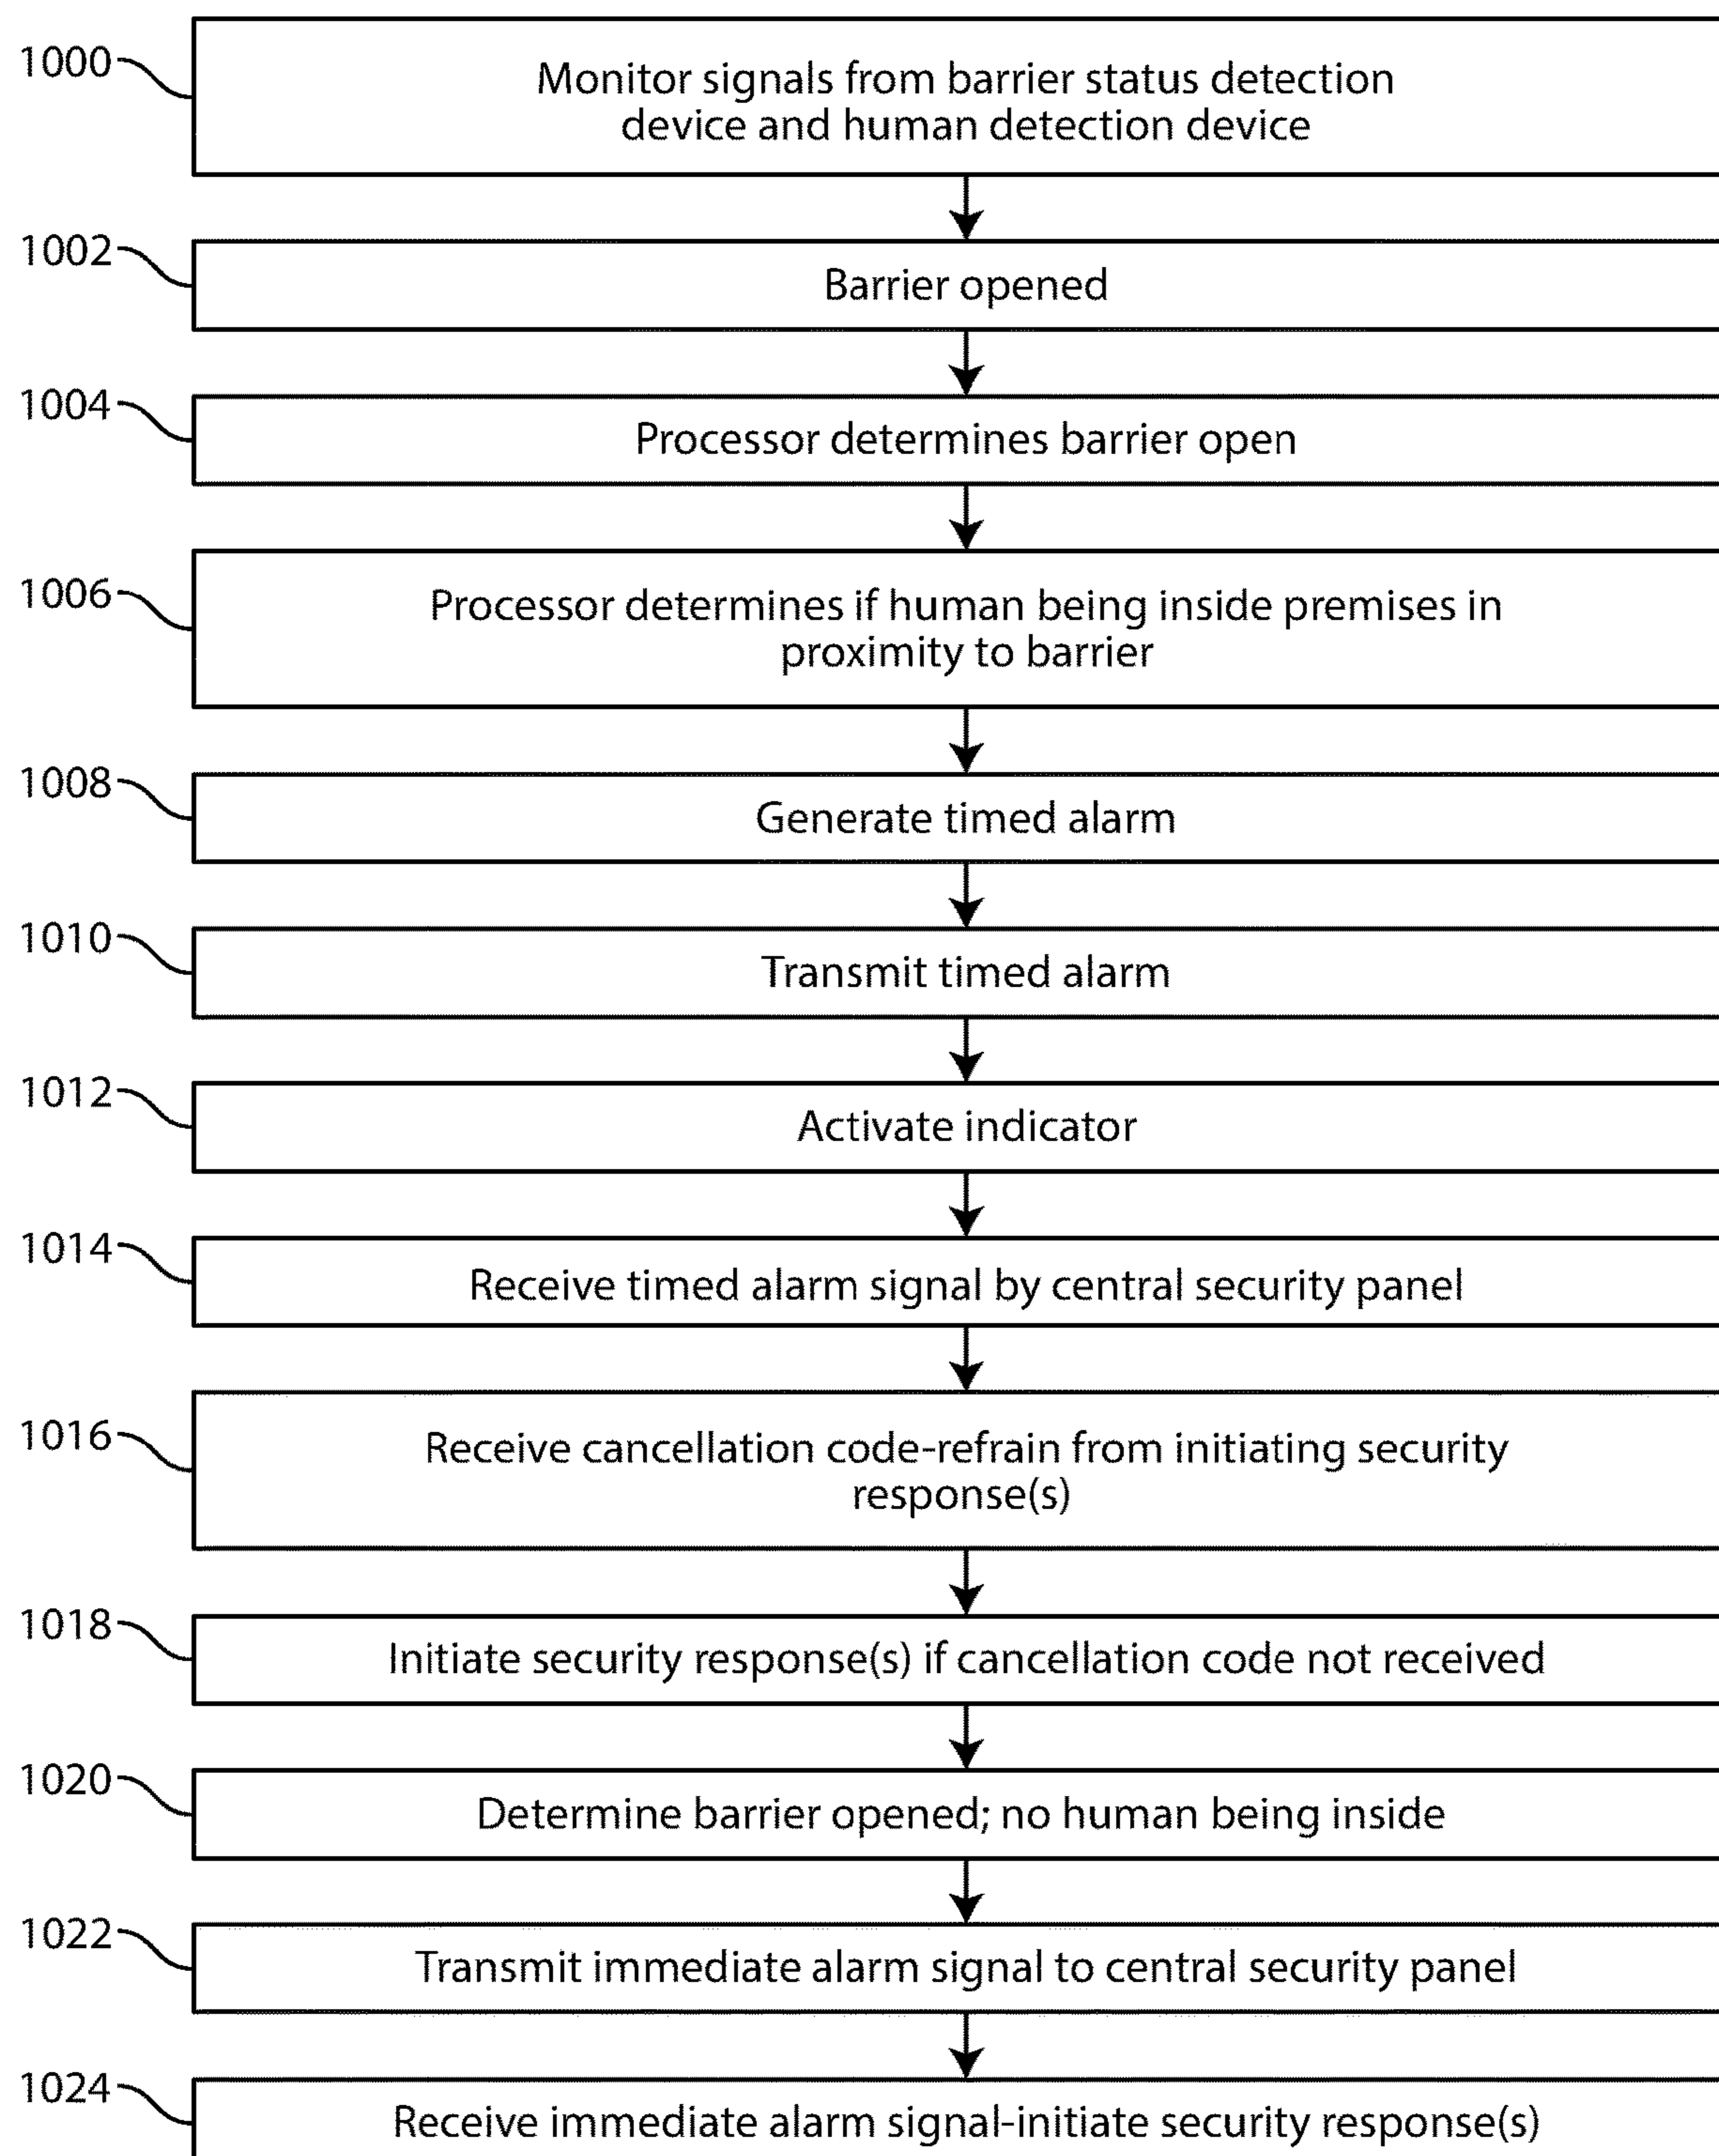 1000
Monitor signals from barrier status detection
device and human detection device
1002
Barrier opened
1004
Processor determines barrier open
1006
Processor determines if human being inside premises in
proximity to barrier
1008
Generate timed alarm
1010
Transmit timed alarm
1012
Activate indicator
1014
Receive timed alarm signal by central security panel
1016
Receive cancellation code-refrain from initiating security
response(s)
1018
Initiate security response(s) if cancellation code not received
1020
Determine barrier opened; no human being inside
1022
Transmit immediate alarm signal to central security panel
1024
Receive immediate alarm signal-initiate security response(s)